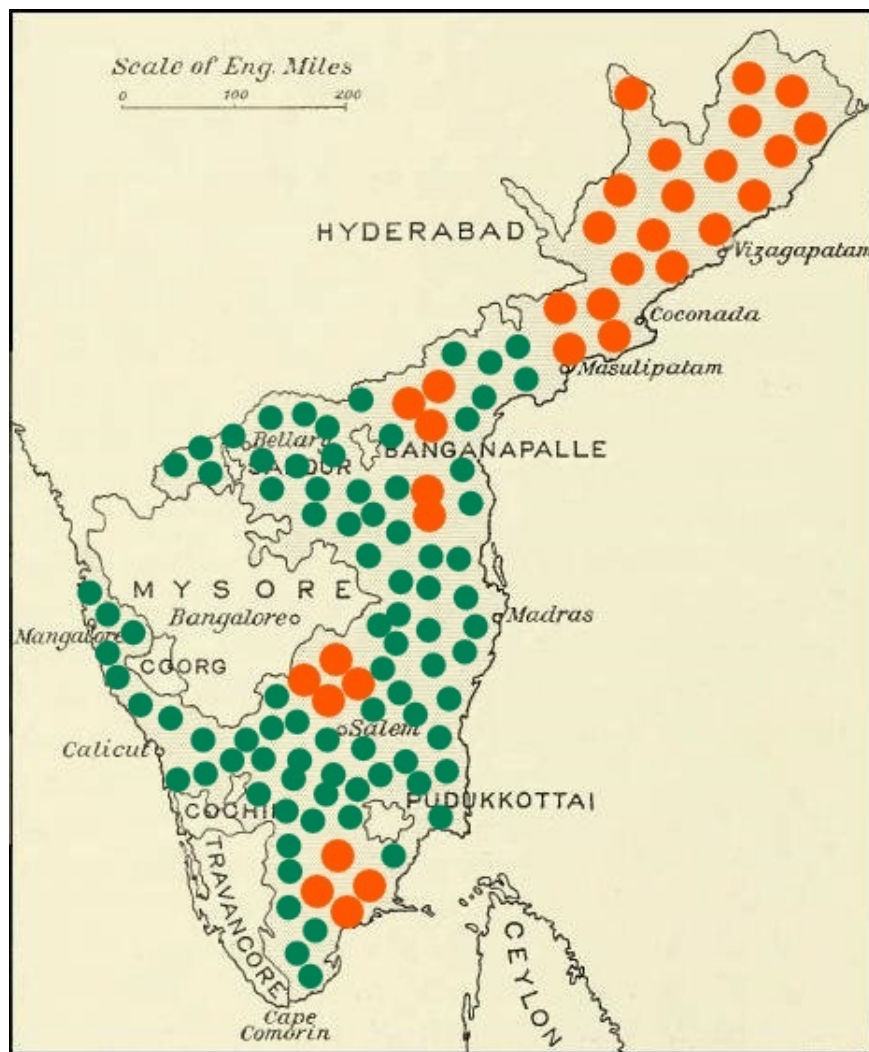 Scale of Eng. Miles
0 100 200
HYDERABAD
Vizagapatam
Coconada
Masulipatam
Bellary
BANGANAPALLE
MYSORE
Bangalore
Madras
Mangalore
COORG
Salem
Calicut
PUDUKKOTTAI
TRAVANCORE
CEYLON
Cape
Comorin